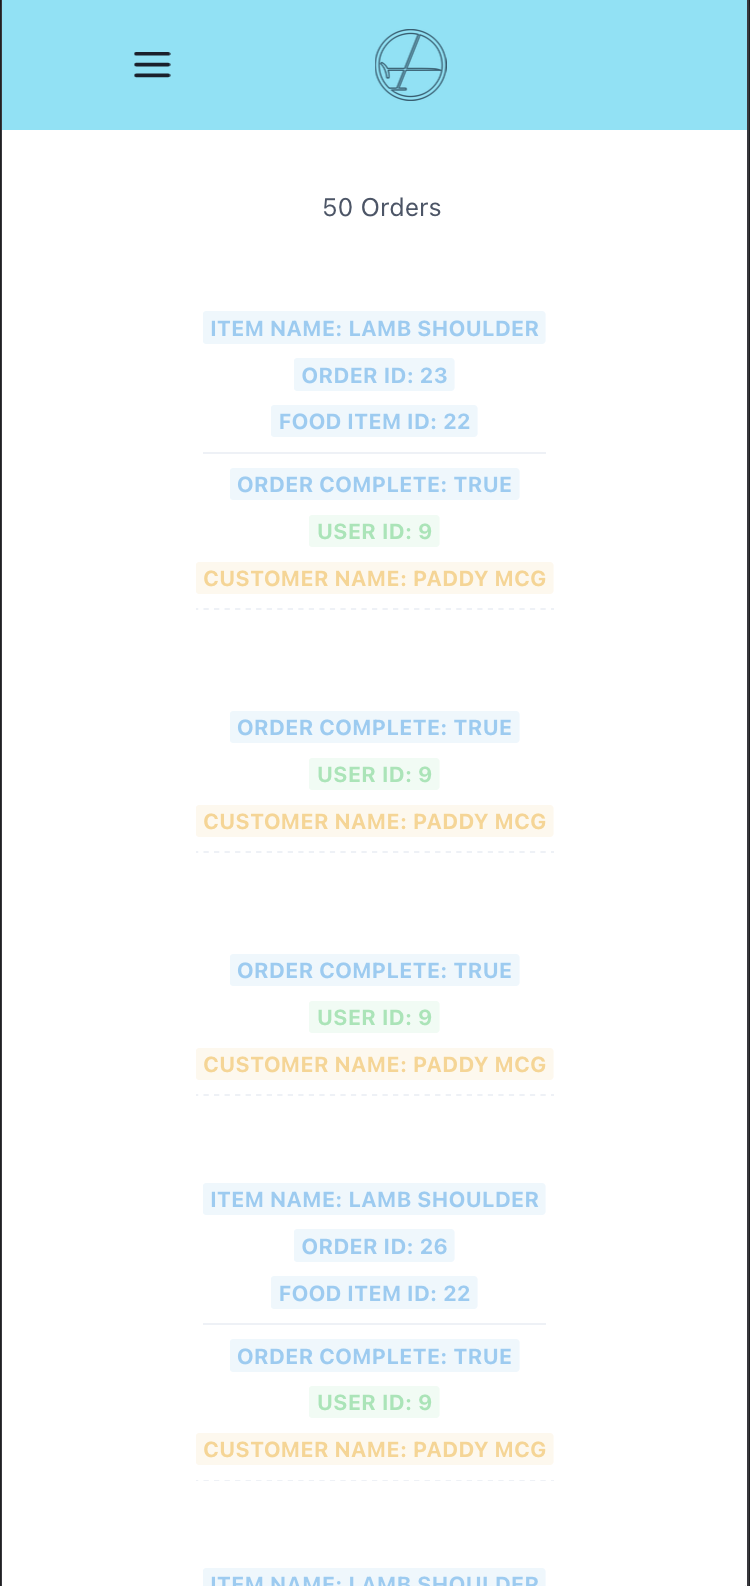 50 Orders
ITEM NAME: LAMB SHOULDER
ORDER ID: 23
FOOD ITEM ID: 22
ORDER COMPLETE: TRUE
USER ID: 9
CUSTOMER NAME: PADDY MCG
ORDER COMPLETE: TRUE
USER ID: 9
CUSTOMER NAME: PADDY MCG
ORDER COMPLETE: TRUE
USER ID: 9
CUSTOMER NAME: PADDY MCG
ITEM NAME: LAMB SHOULDER
ORDER ID: 26
FOOD ITEM ID: 22
ORDER COMPLETE: TRUE
USER ID: 9
CUSTOMER NAME: PADDY MCG
ITEM NAME: LAMB SHOULDER